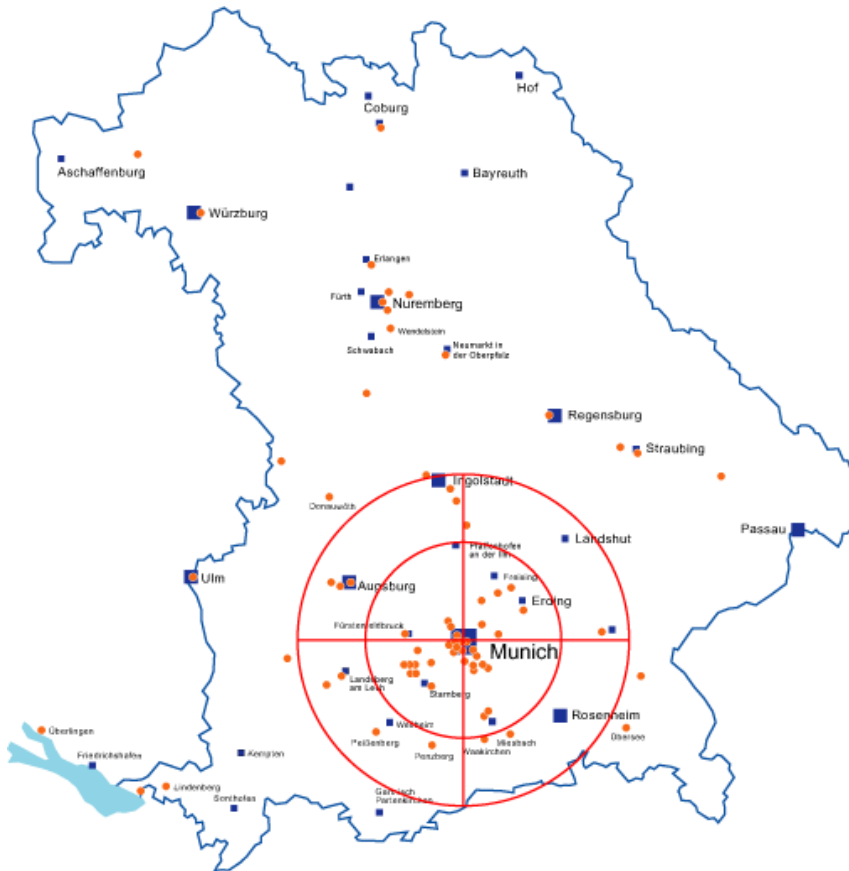 Hof
Coburg
Aschaffenburg
Bayreuth
Würzburg
Erlangen
Fürth
Nuremberg
Wendelstein
Schwabach
Neumarkt in
der Oberpfalz
Regensburg
Straubing
Ingolstadt
Donauwöth
Passau
Landshut
Pfaffenhofen
an der Ilm
Freising
Ulm
Augsburg
Erding
Fürstenfeldbruck
Munich
Landsberg
am Lech
Starnberg
Rosenheim
Weilheim
Überlingen
Peißenberg
Miesbach
Obersee
Penzberg
Waakirchen
Friedrichshafen
Kempten
Lindenberg
Garmisch
Partenkirchen
Sonthofen